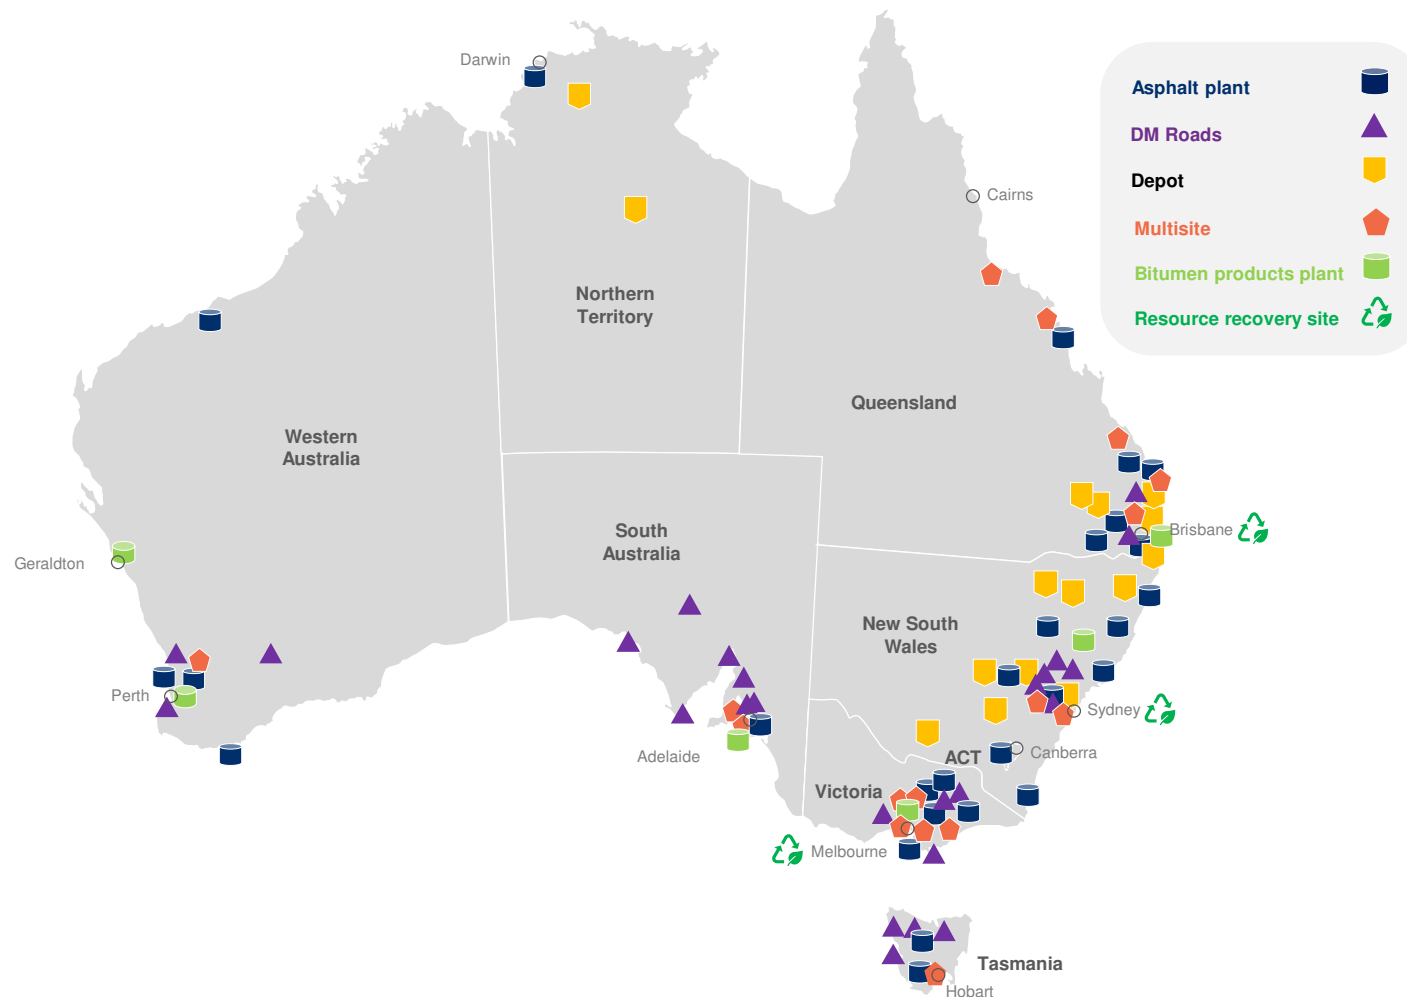 Darwin
Asphalt plant
DM Roads
Depot
Cairns
Multisite
Bitumen products plant
Northern
Territory
Resource recovery site
Queensland
Western
Australia
South
Australia
Brisbane
Geraldton
New South
Wales
Perth
Sydney
Adelaide
Canberra
ACT
Victoria
Melbourne
Tasmania
Hobart